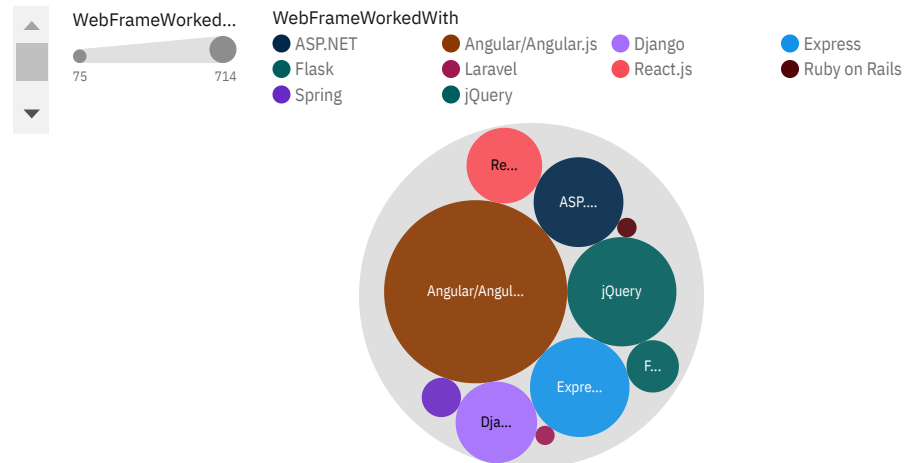 WebFrameWorked...
75 714
WebFrameWorkedWith
ASP.NET Angular/Angular.js Django Express
Flask Laravel React.js Ruby on Rails
Spring jQuery
Re...
ASP....
Angular/Angul...
jQuery
F...
Expre...
Dja...